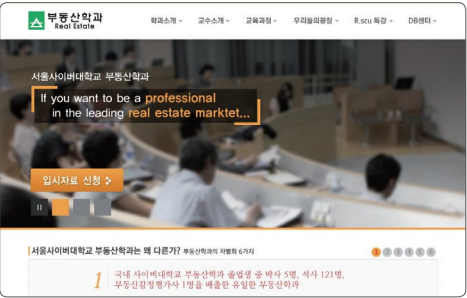 부동산학과
Real Estate
학과소개 교수소개 교육과정 우리들의광장 R.scu 특강 DB센터
서울사이버대학교 부동산학과
If you want to be a professional
in the leading real estate marktet...
입시자료 신청 >
서울사이버대학교 부동산학과는 왜 다른가? 부동산학과의 차별화 6가지
1 2 3 4 5 6
1 국내 사이버대학교 부동산학과 졸업생 중 박사 5명, 석사 121명,
부동산감정평가사 1명을 배출한 유일한 부동산학과